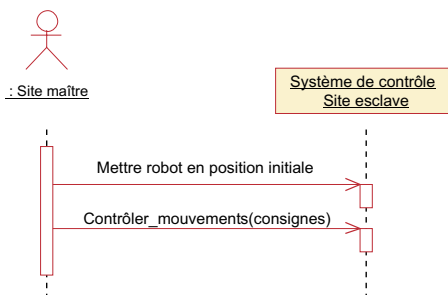 : Site maître
Système de contrôle
Site esclave
Mettre robot en position initiale
Contrôler_mouvements(consignes)